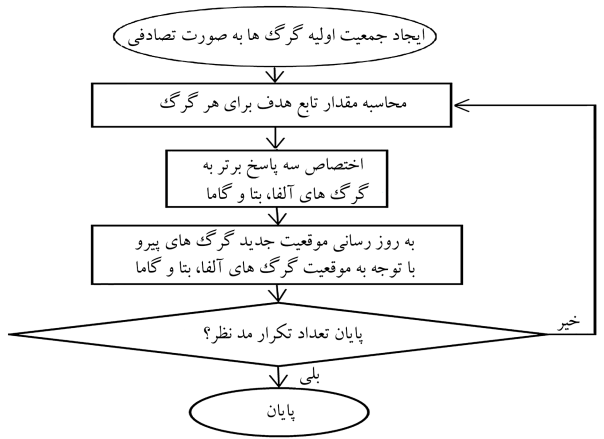 ایجاد جمعیت اولیه گرگ ها به صورت تصادفی
محاسبه مقدار تابع هدف برای هر گرگ
اختصاص سه پاسخ برتر به
گرگ های آلفا، بتا و گاما
به روز رسانی موقعیت جدید گرگ های پیرو
با توجه به موقعیت گرگ های آلفا، بتا و گاما
پایان تعداد تکرار مد نظر؟
خیر
بلی
پایان